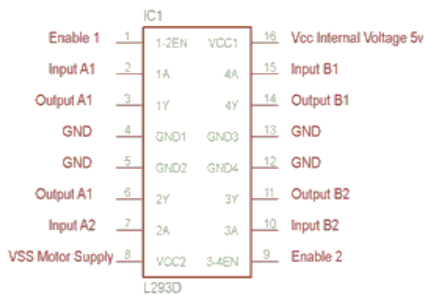 IC1
Enable 1 1 1-2EN VCC1 16 Vcc Internal Voltage 5v
Input A1 2 1A 4A 15 Input B1
Output A1 3 1Y 4Y 14 Output B1
GND 4 GND1 GND3 13 GND
GND 5 GND2 GND4 12 GND
Output A1 6 2Y 3Y 11 Output B2
Input A2 7 2A 3A 10 Input B2
VSS Motor Supply 8 VCC2 3-4EN 9 Enable 2
L293D